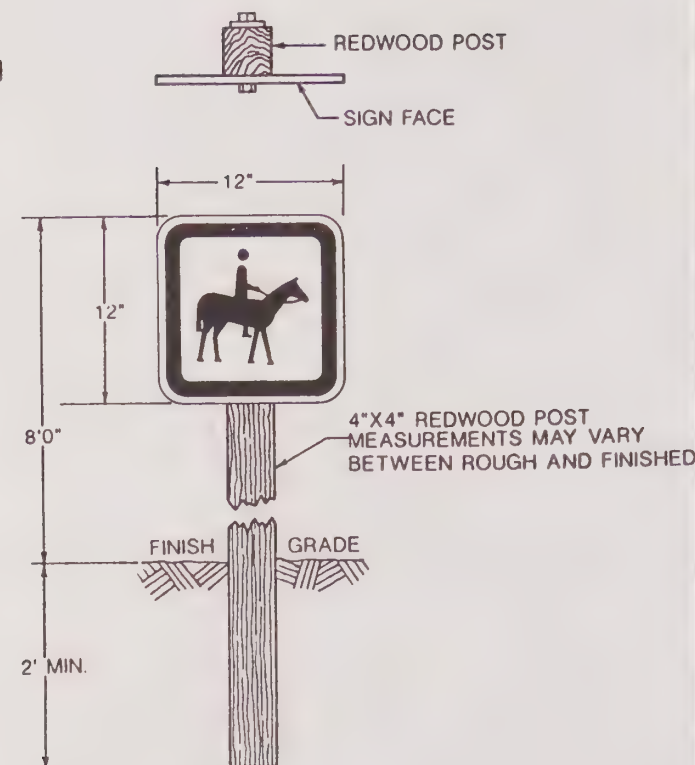 REDWOOD POST
SIGN FACE
12"
12"
8'0"
4"X4" REDWOOD POST
MEASUREMENTS MAY VARY
BETWEEN ROUGH AND FINISHED
FINISH GRADE
2' MIN.